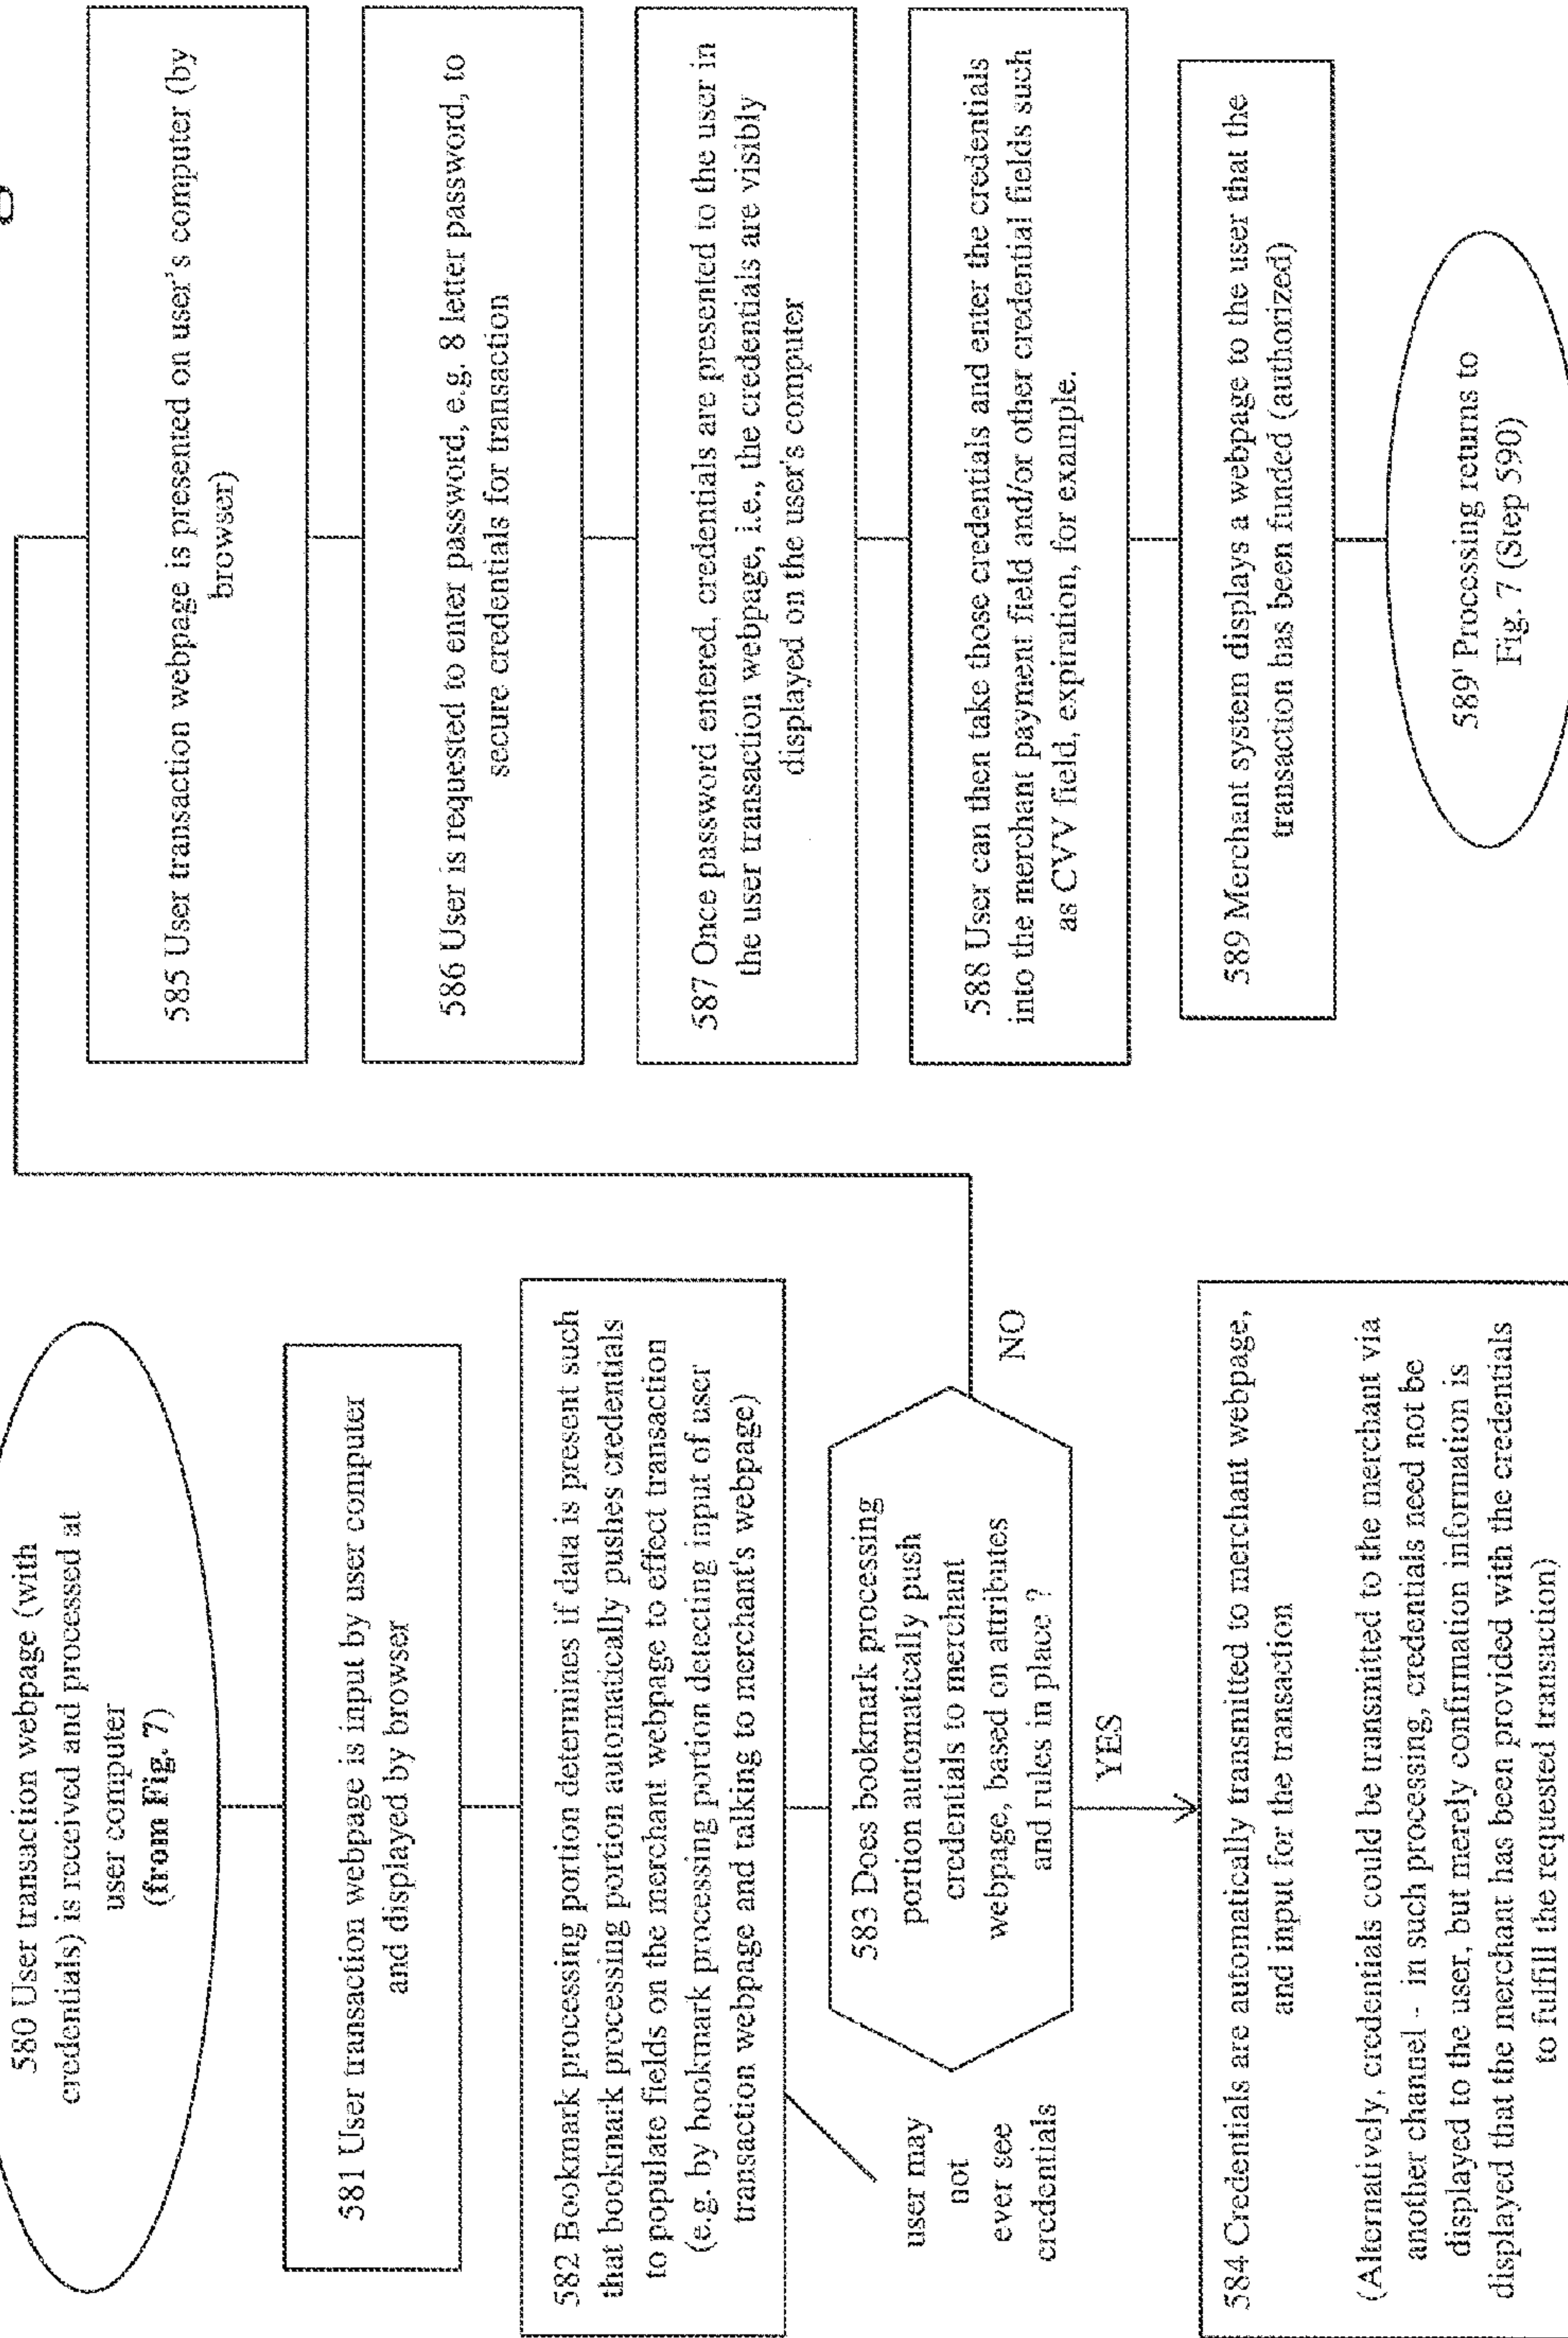 580 User transaction webpage (with
credentials) is received and processed at
user computer
(from Fig. 7)
581 User transaction webpage is input by user computer
and displayed by browser
582 Bookmark processing portion determines if data is present such
that bookmark processing portion automatically pushes credentials
to populate fields on the merchant webpage to effect transaction
(e.g. by bookmark processing portion detecting input of user
transaction webpage and talking to merchant's webpage)
user may
not
ever see
credentials
583 Does bookmark processing
portion automatically push
credentials to merchant
webpage, based on attributes
and rules in place ?
NO
YES
584 Credentials are automatically transmitted to merchant webpage,
and input for the transaction
(Alternatively, credentials could be transmitted to the merchant via
another channel - in such processing, credentials need not be
displayed to the user, but merely confirmation information is
displayed that the merchant has been provided with the credentials
to fulfill the requested transaction)
585 User transaction webpage is presented on user's computer (by
browser)
586 User is requested to enter password, e.g. 8 letter password, to
secure credentials for transaction
587 Once password entered, credentials are presented to the user in
the user transaction webpage, i.e., the credentials are visibly
displayed on the user's computer
588 User can then take those credentials and enter the credentials
into the merchant payment field and/or other credential fields such
as CVV field, expiration, for example.
589 Merchant system displays a webpage to the user that the
transaction has been funded (authorized)
589' Processing returns to
Fig. 7 (Step 590)